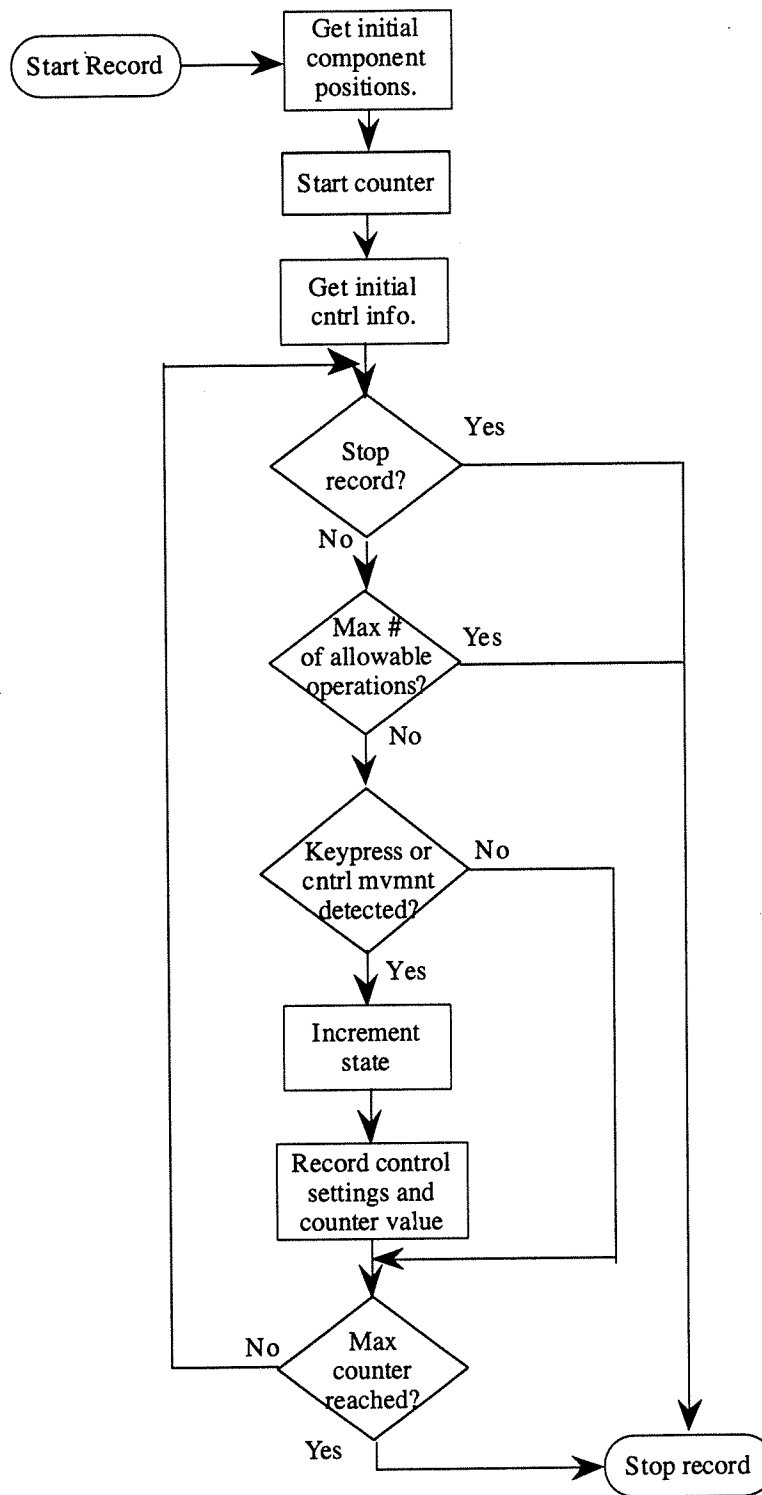 Start Record
Get initial
component
positions.
Start counter
Get initial
cntrl info.
Stop
record?
Yes
No
Max #
of allowable
operations?
Yes
No
Keypress or
cntrl mvmnt
detected?
No
Yes
Increment
state
Record control
settings and
counter value
Max
counter
reached?
No
Yes
Stop record